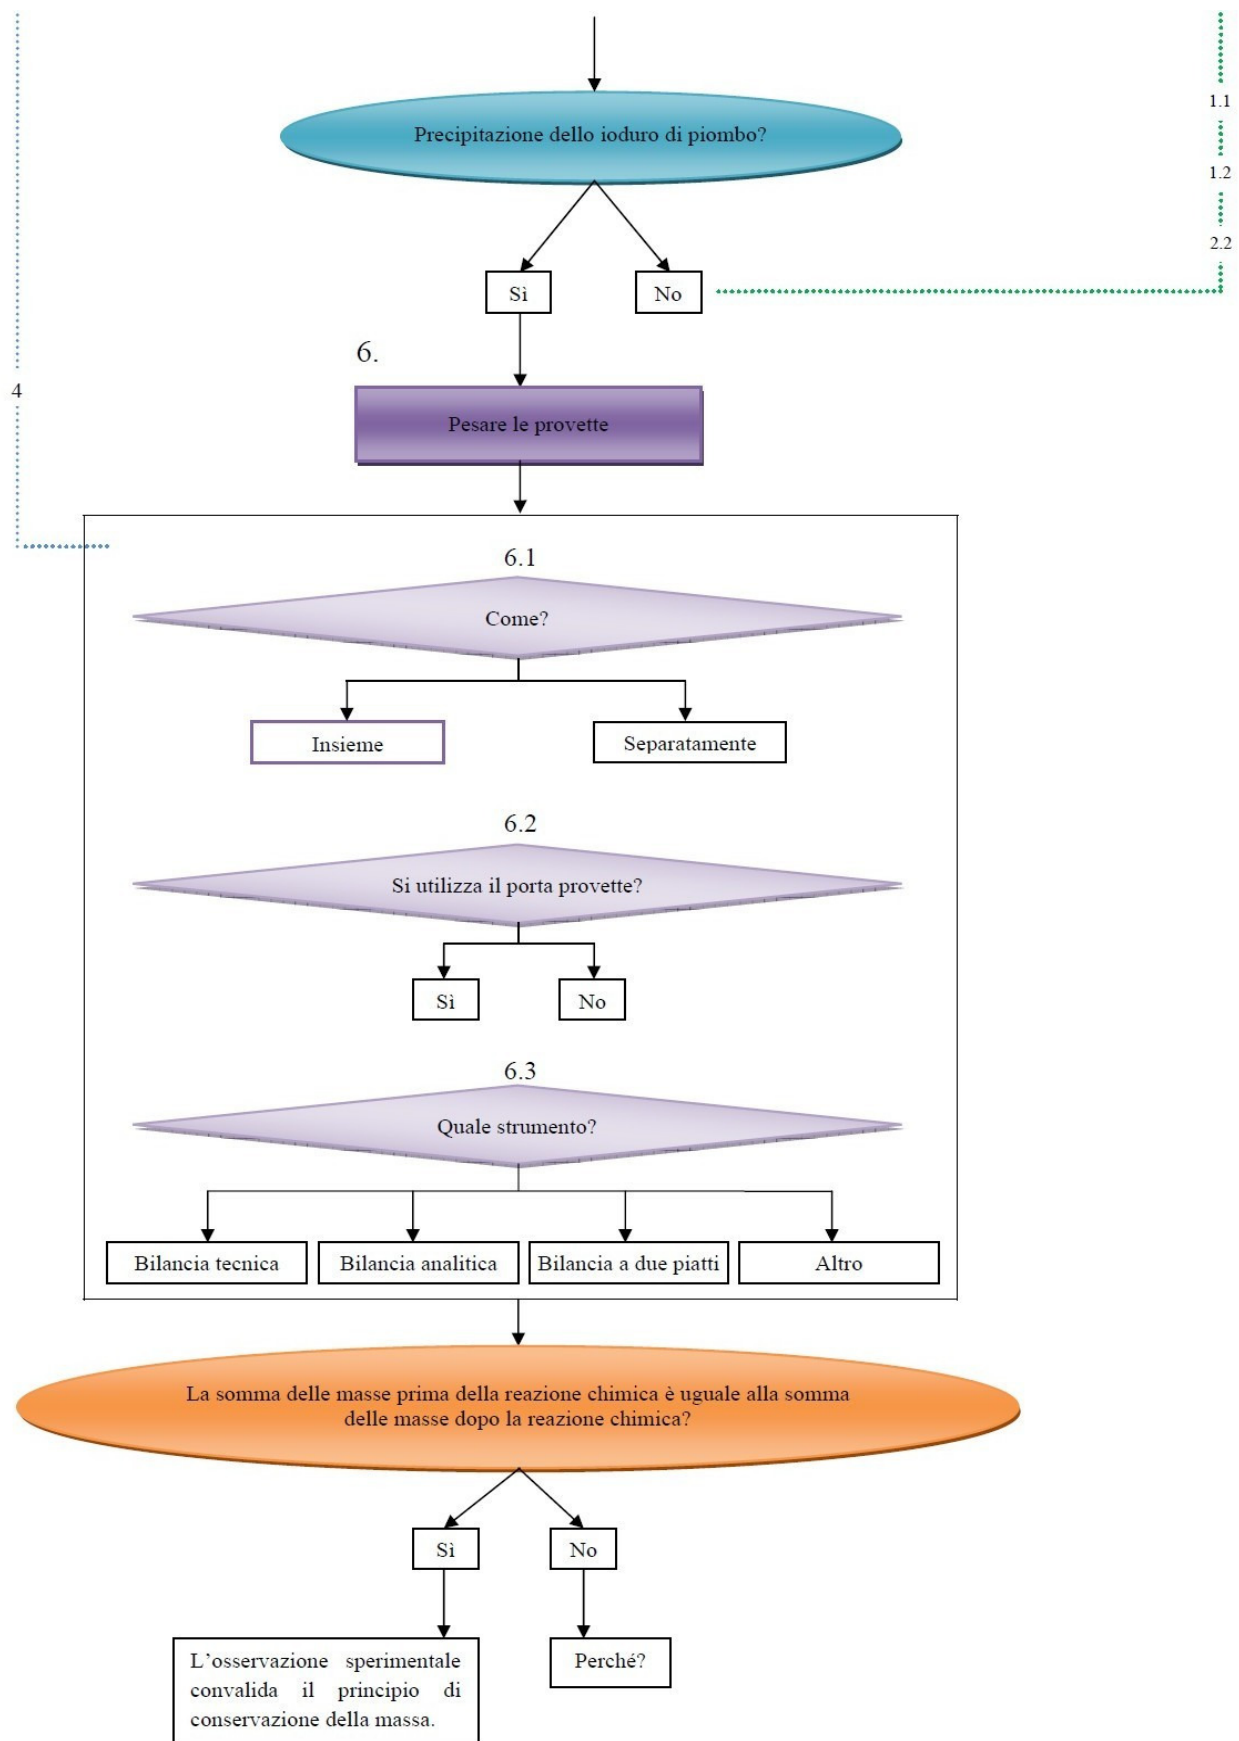 1.1
Precipitazione dello ioduro di piombo?
1.2
2.2
Sì
No
6.
4
Pesare le provette
6.1
Come?
Insieme
Separatamente
6.2
Si utilizza il porta provette?
Sì
No
6.3
Quale strumento?
Bilancia tecnica
Bilancia analitica
Bilancia a due piatti
Altro
La somma delle masse prima della reazione chimica è uguale alla somma
delle masse dopo la reazione chimica?
Sì
No
L’osservazione sperimentale
convalida il principio di
conservazione della massa.
Perché?